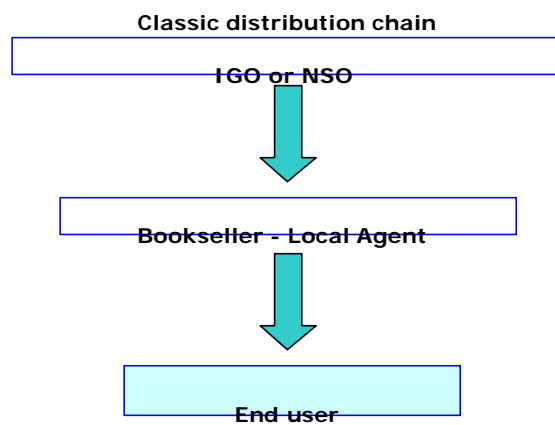 Classic distribution chain
IGO or NSO
Bookseller - Local Agent
End user